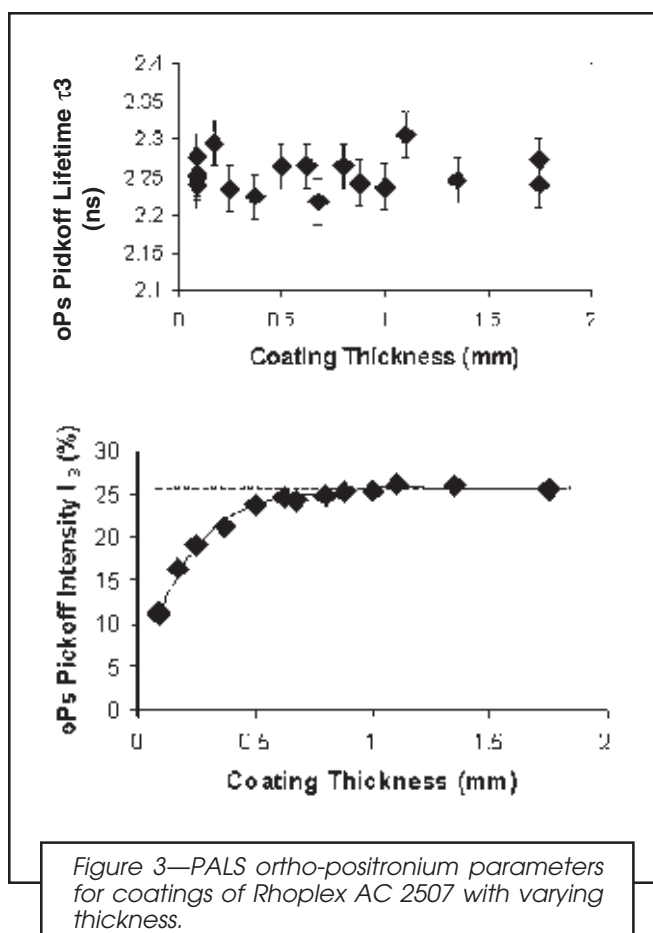 oPs Pidkoff Lifetime τ3
(ns)
2.4
2.35
2.3
2.25
2.2
2.15
2.1
0 0.5 1 1.5 2
Coating Thickness (mm)
oPs Pickoff Intensity I 3 (%)
30
25
20
15
10
5
0
0 0.5 1 1.5 2
Coating Thickness (mm)
Figure 3—PALS ortho-positronium parameters
for coatings of Rhoplex AC 2507 with varying
thickness.